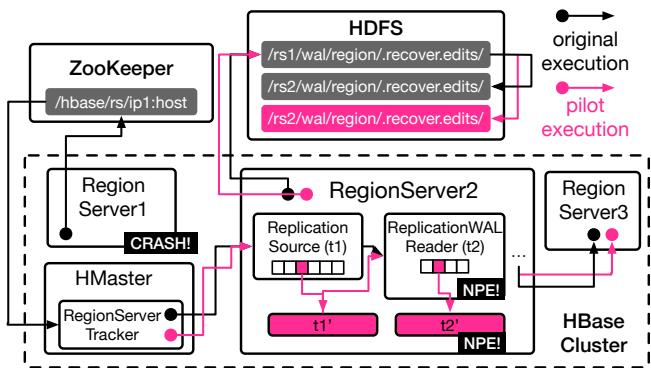 HDFS
/rs1/wal/region/.recover.edits/
/rs2/wal/region/.recover.edits/
/rs2/wal/region/.recover.edits/
original
execution
pilot
execution
ZooKeeper
/hbase/rs/ip1:host
Region
Server1
CRASH!
HMaster
RegionServer
Tracker
RegionServer2
Replication
Source (t1)
ReplicationWAL
Reader (t2)
NPE!
t1'
t2'
NPE!
...
Region
Server3
HBase
Cluster